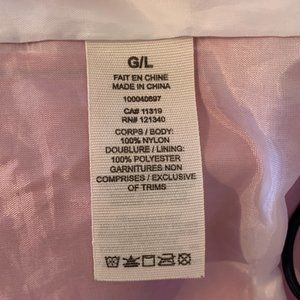 G/L
FAIT EN CHINE
MADE IN CHINA
100040897
CA# 11319
RN# 121340
CORPS / BODY:
100% NYLON
DOUBLURE / LINING:
100% POLYESTER
GARNITURES NON
COMPRISES / EXCLUSIVE
OF TRIMS